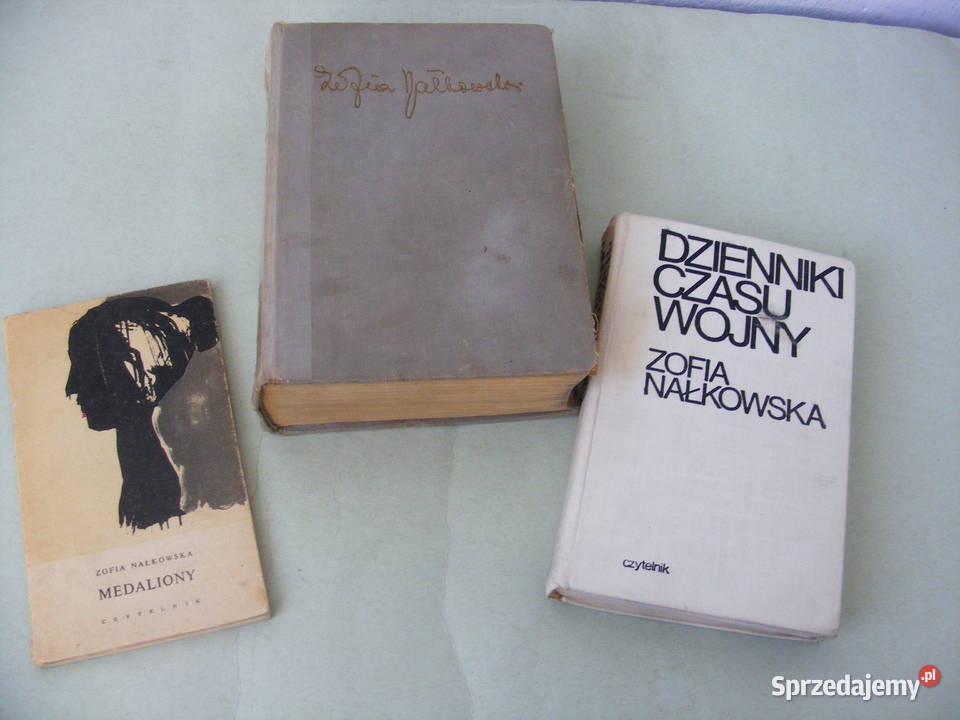 Zofia Nałkowska
DZIENNIKI
CZASU
WOJNY
ZOFIA
NAŁKOWSKA
czytelnik
ZOFIA NAŁKOWSKA
MEDALIONY
CZYTELNIK
Sprzedajemy.pl